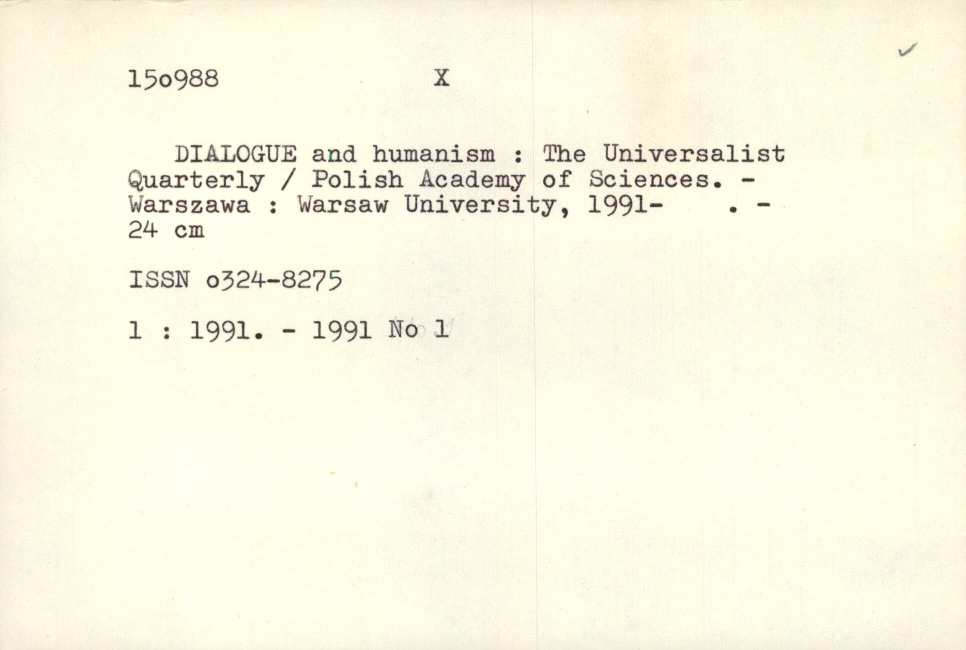 15o988 X
DIALOGUE and humanism : The Universalist
Quarterly / Polish Academy of Sciences. -
Warszawa : Warsaw University, 1991-    . -
24 cm
ISSN o324-8275
1 : 1991. - 1991 No 1